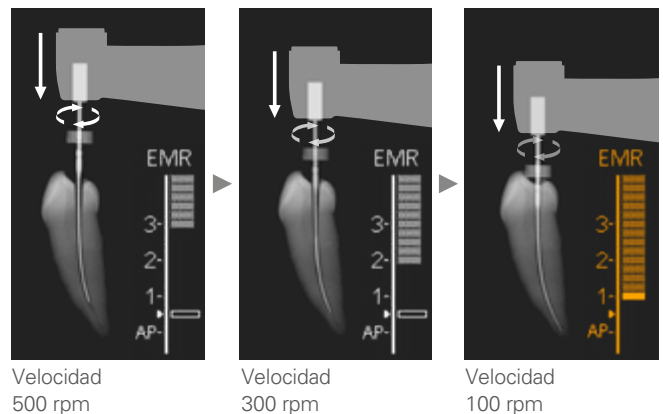 EMR
3-
2-
1-
AP-
Velocidad
500 rpm
EMR
3-
2-
1-
AP-
Velocidad
300 rpm
EMR
3-
2-
1-
AP-
Velocidad
100 rpm